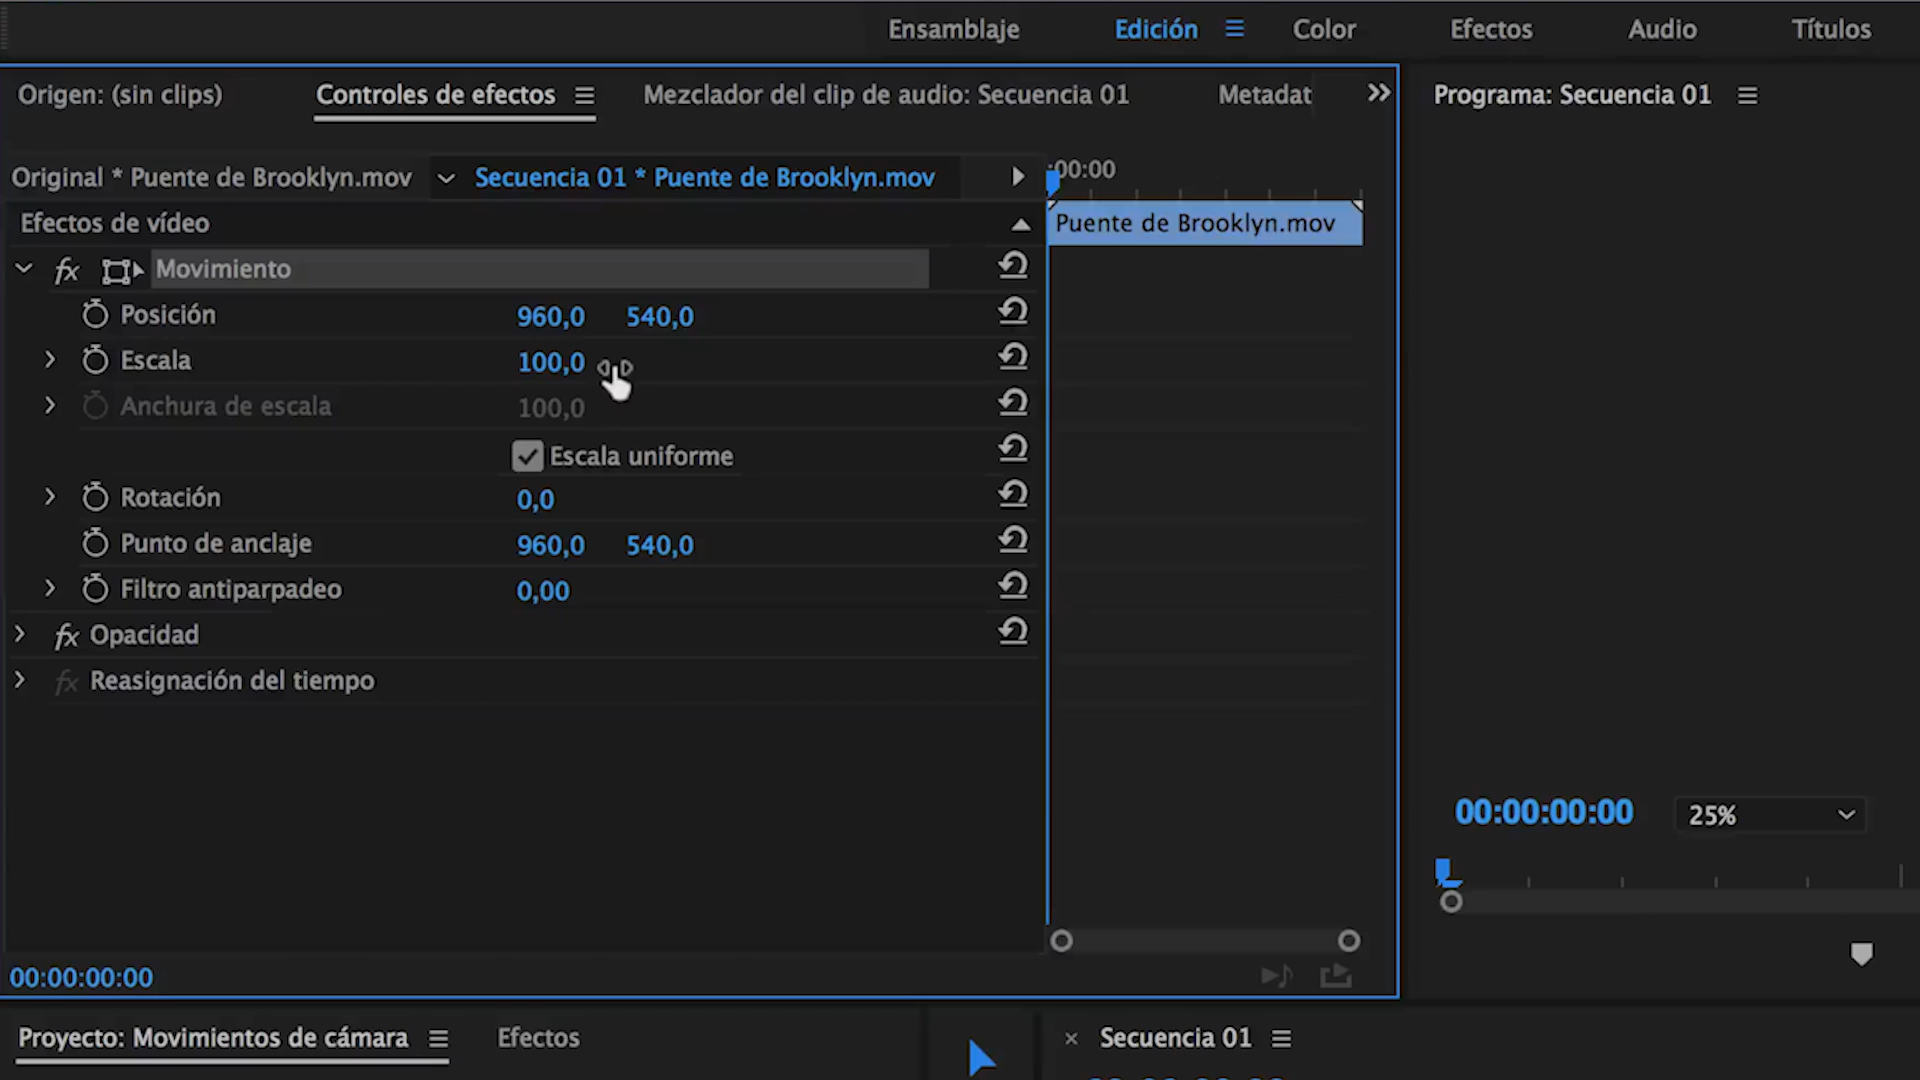 Ensamblaje Edición Color Efectos Audio Títulos
Origen: (sin clips) Controles de efectos Mezclador del clip de audio: Secuencia 01 Metadat Programa: Secuencia 01
Original * Puente de Brooklyn.mov Secuencia 01 * Puente de Brooklyn.mov :00:00
Efectos de vídeo Puente de Brooklyn.mov
fx Movimiento
Posición 960,0 540,0
Escala 100,0
Anchura de escala 100,0
Escala uniforme
Rotación 0,0
Punto de anclaje 960,0 540,0
Filtro antiparpadeo 0,00
fx Opacidad
fx Reasignación del tiempo
00:00:00:00 25%
00:00:00:00
Proyecto: Movimientos de cámara Efectos × Secuencia 01